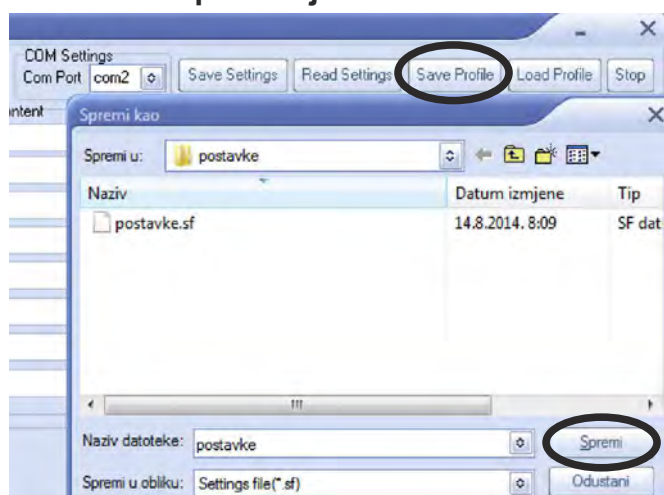 COM Settings
Com Port com2 Save Settings Read Settings Save Profile Load Profile Stop
ntent
Spremi kao
Spremi u: postavke
Naziv Datum izmjene Tip
postavke.sf 14.8.2014. 8:09 SF dat
Naziv datoteke: postavke Spremi
Spremi u obliku: Settings file(*.sf) Odustani